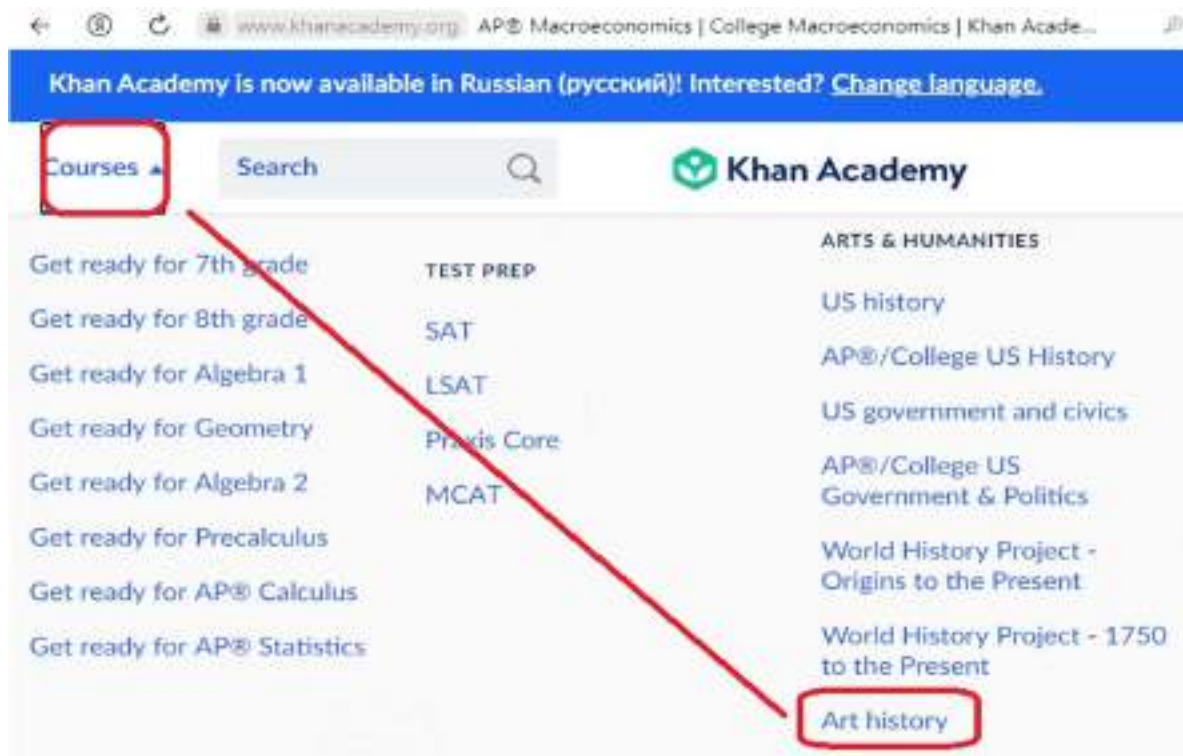 www.khanacademy.org AP® Macroeconomics | College Macroeconomics | Khan Acade...
Khan Academy is now available in Russian (русский)! Interested? Change language.
Courses
Search
Khan Academy
Get ready for 7th grade
Get ready for 8th grade
Get ready for Algebra 1
Get ready for Geometry
Get ready for Algebra 2
Get ready for Precalculus
Get ready for AP® Calculus
Get ready for AP® Statistics
TEST PREP
SAT
LSAT
Praxis Core
MCAT
ARTS & HUMANITIES
US history
AP®/College US History
US government and civics
AP®/College US
Government & Politics
World History Project -
Origins to the Present
World History Project - 1750
to the Present
Art history